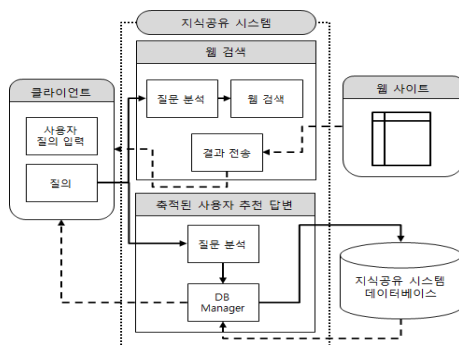 지식공유 시스템
웹 검색
질문 분석
웹 검색
결과 전송
클라이언트
사용자
질의 입력
질의
웹 사이트
축적된 사용자 추천 답변
질문 분석
DB
Manager
지식공유 시스템
데이터베이스